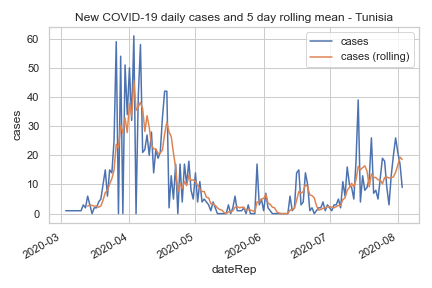 New COVID-19 daily cases and 5 day rolling mean - Tunisia
cases
cases (rolling)
60
50
40
30
20
10
0
cases
2020-03
2020-04
2020-05
2020-06
2020-07
2020-08
dateRep